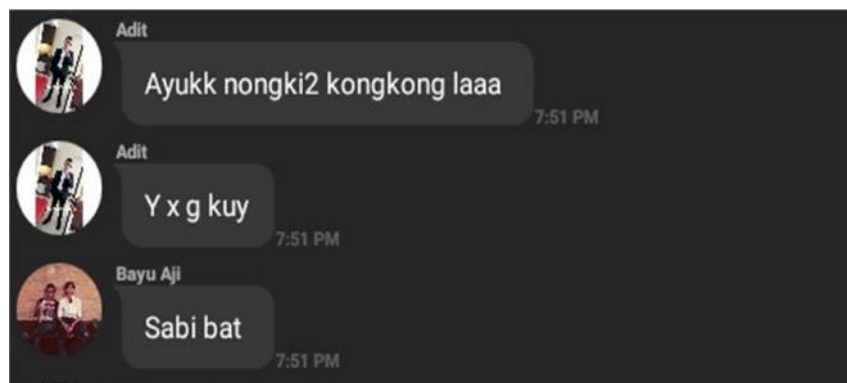 Adit
Ayukk nongki2 kongkong laaa
7:51 PM
Adit
Y x g kuy
7:51 PM
Bayu Aji
Sabi bat
7:51 PM